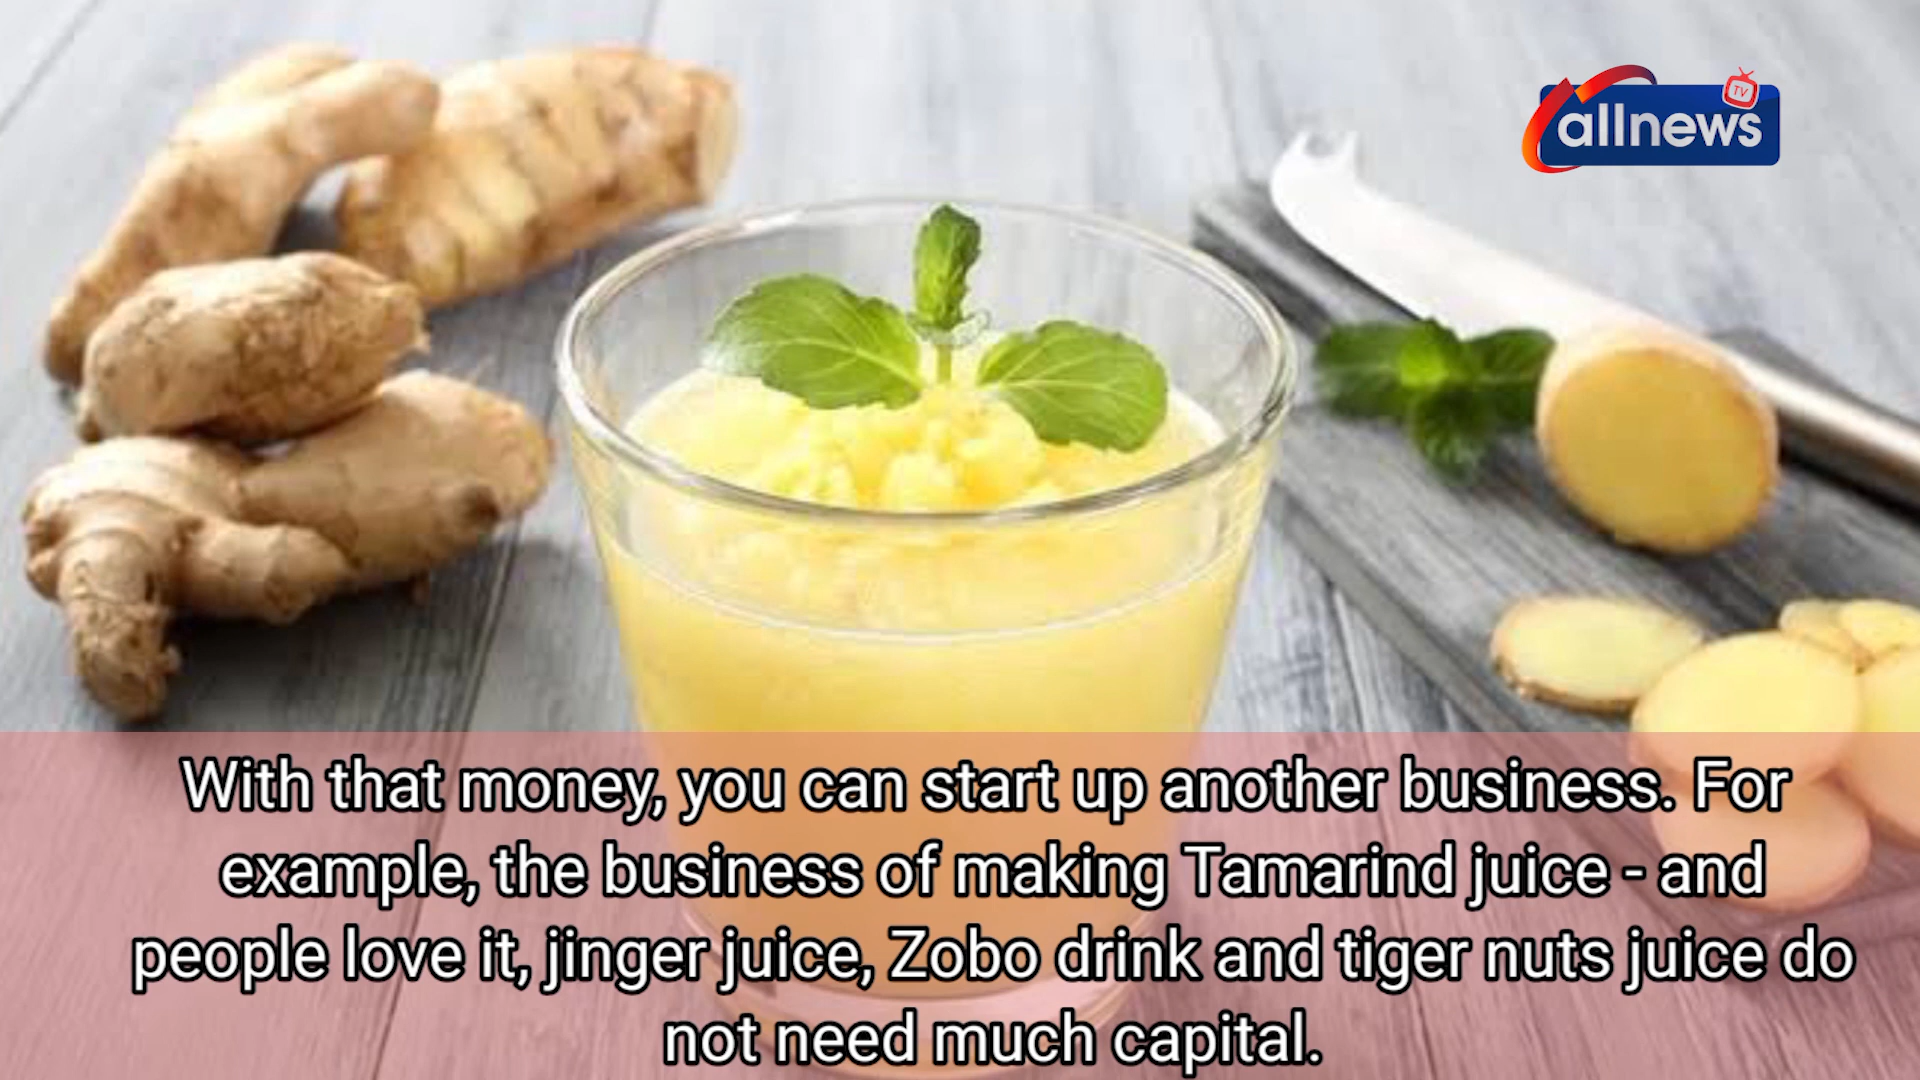 TV
allnews
With that money, you can start up another business. For
example, the business of making Tamarind juice - and
people love it, jinger juice, Zobo drink and tiger nuts juice do
not need much capital.